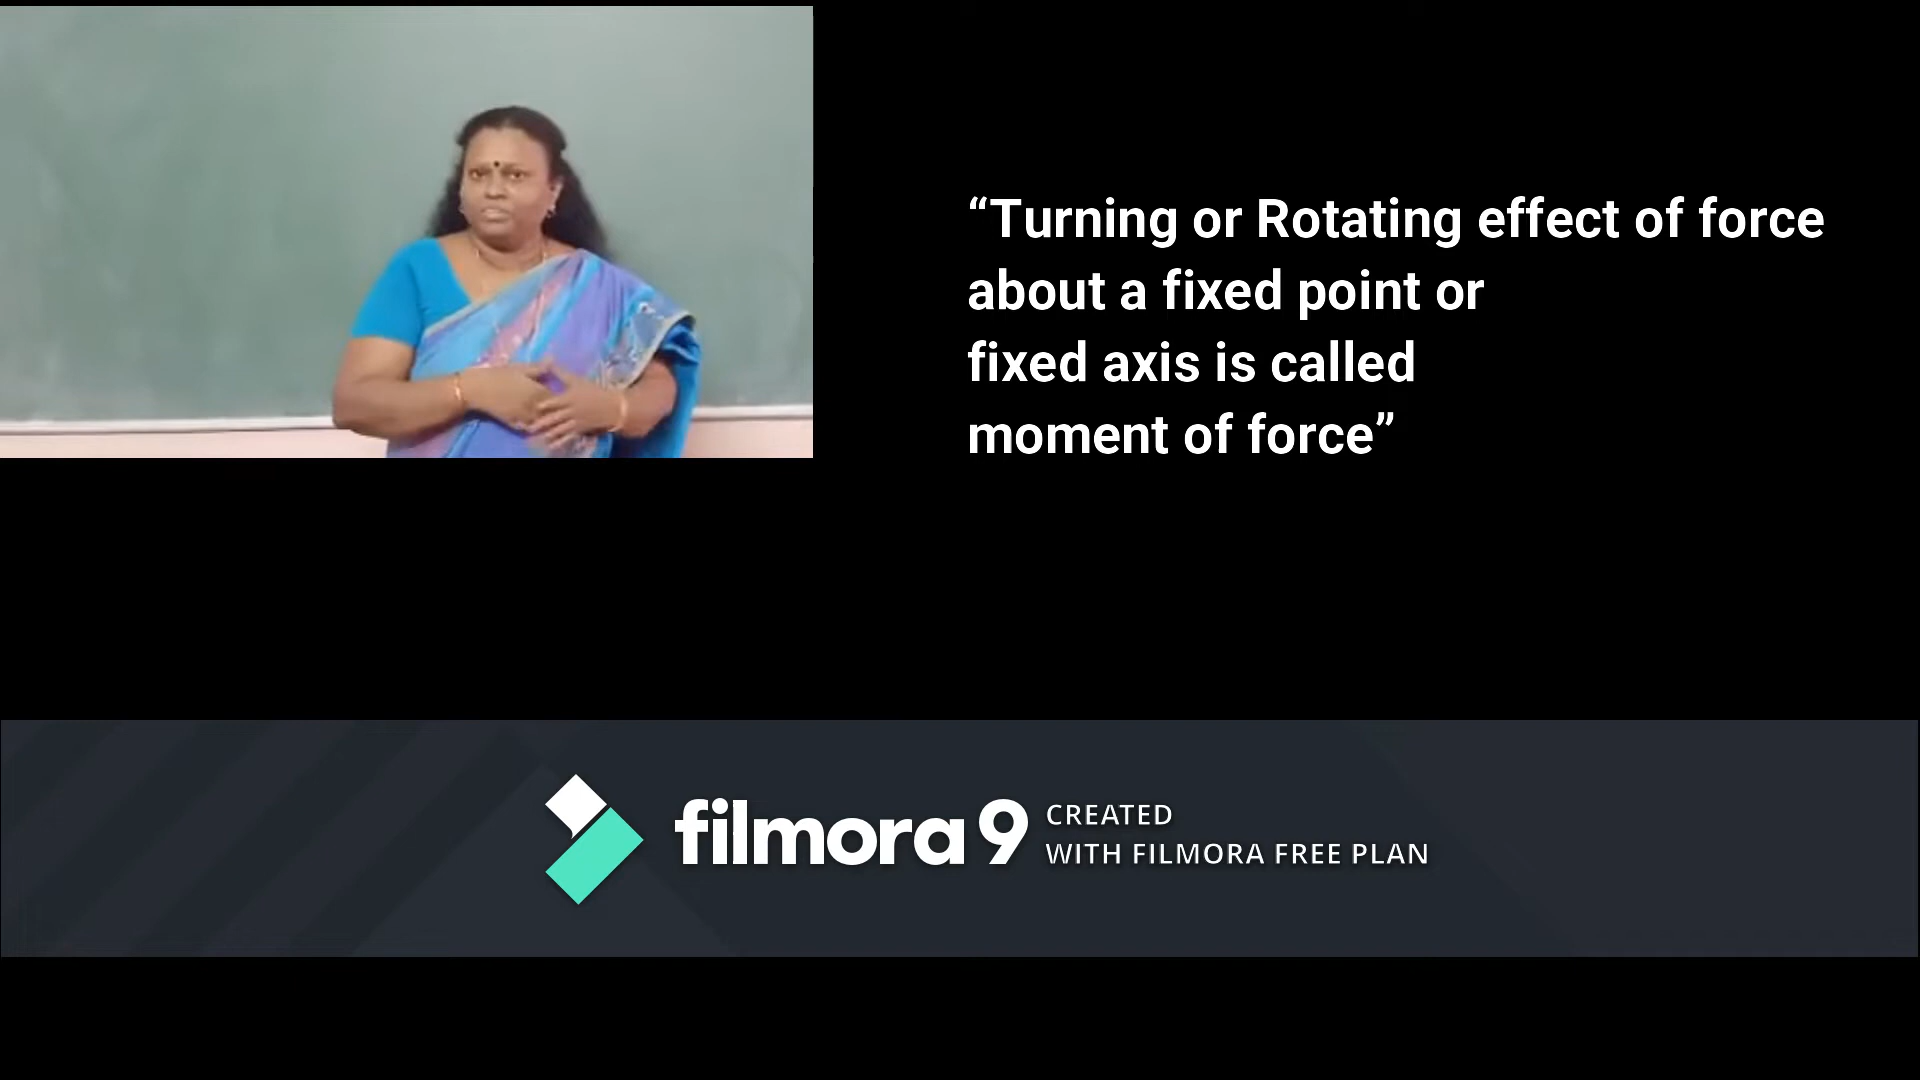 “Turning or Rotating effect of force
about a fixed point or
fixed axis is called
moment of force”
filmora 9
CREATED
WITH FILMORA FREE PLAN